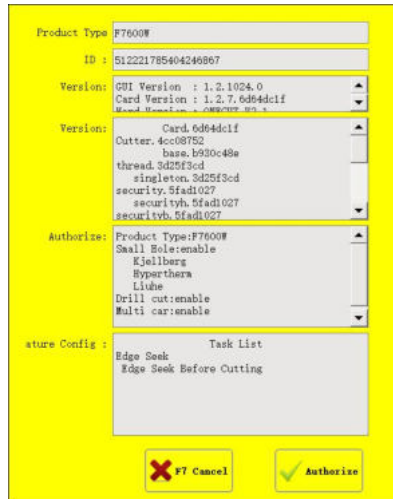 Product Type F7600W
ID : 512221785404246867
Version: GUI Version : 1.2.1024.0
Card Version : 1.2.7.6d64dc1f
Version: Card.6d64dc1f
Cutter.4cc08752
base.b930c48e
thread.3d25f3cd
singleton.3d25f3cd
security.5fad1027
securityh.5fad1027
securityb.5fad1027
Authorize: Product Type:F7600W
Small Hole:enable
Kjellberg
Hypertherm
Liuhe
Drill cut:enable
Multi car:enable
ature Config : Task List
Edge Seek
Edge Seek Before Cutting
F7 Cancel
Authorize